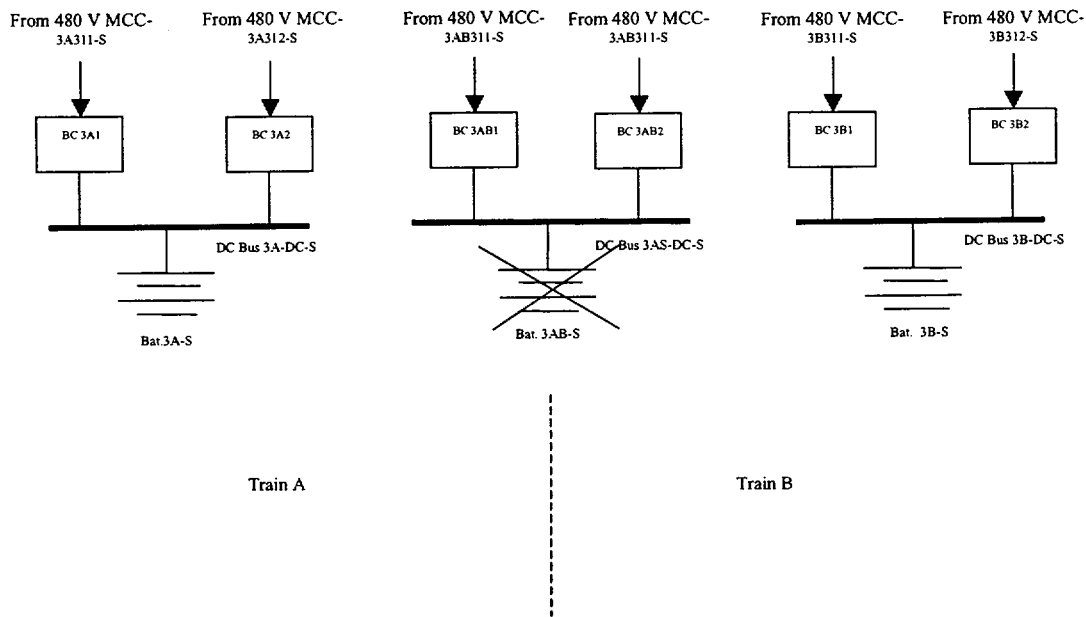 From 480 V MCC-
3A311-S
From 480 V MCC-
3A312-S
From 480 V MCC-
3AB311-S
From 480 V MCC-
3AB311-S
From 480 V MCC-
3B311-S
From 480 V MCC-
3B312-S
BC 3A1
BC 3A2
BC 3AB1
BC 3AB2
BC 3B1
BC 3B2
DC Bus 3A-DC-S
DC Bus 3AS-DC-S
DC Bus 3B-DC-S
Bat.3A-S
Bat. 3AB-S
Bat. 3B-S
Train A
Train B